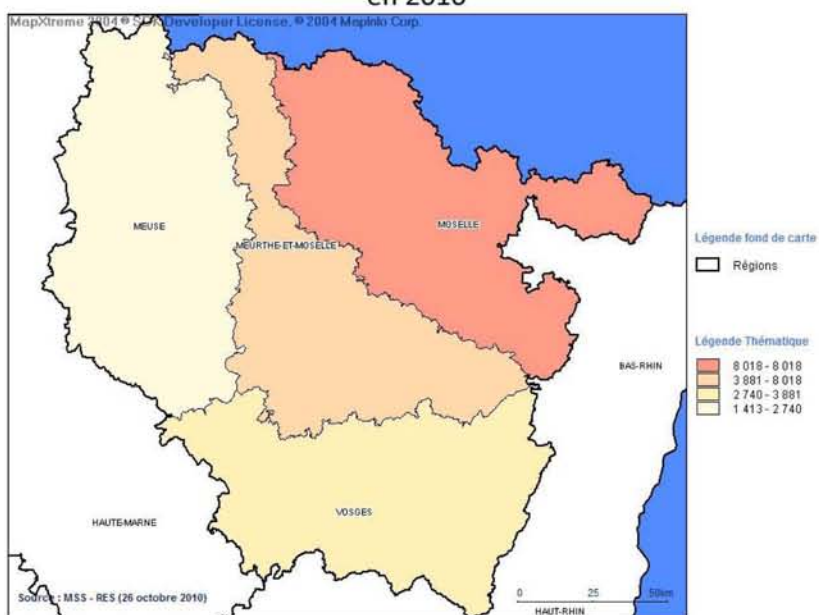 en 2010
MapXtreme 2004 ® SDK Developer License. © 2004 MapInfo Corp.
MEUSE
MOSELLE
MEURTHE-ET-MOSELLE
Légende fond de carte
Régions
Légende Thématique
8 018 - 8 018
3 881 - 8 018
2 740 - 3 881
1 413 - 2 740
BAS-RHIN
VOSGES
HAUTE-MARNE
Source : MSS - RES (26 octobre 2010)
0 25 50km
HAUT-RHIN